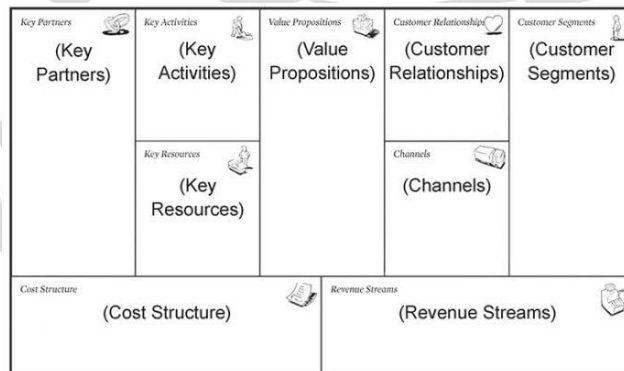 Key Partners
(Key
Partners)
Key Activities
(Key
Activities)
Key Resources
(Key
Resources)
Value Propositions
(Value
Propositions)
Customer Relationships
(Customer
Relationships)
Channels
(Channels)
Customer Segments
(Customer
Segments)
Cost Structure
(Cost Structure)
Revenue Streams
(Revenue Streams)